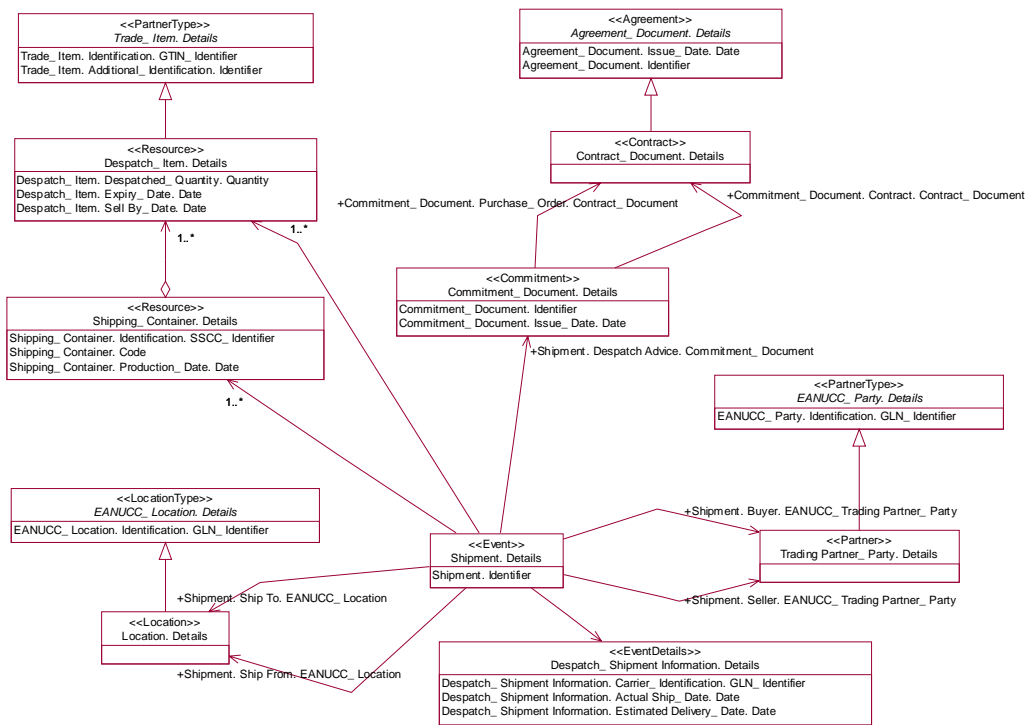 <<PartnerType>>
Trade_ Item. Details
Trade_ Item. Identification. GTIN_ Identifier
Trade_ Item. Additional_ Identification. Identifier
<<Agreement>>
Agreement_ Document. Details
Agreement_ Document. Issue_ Date. Date
Agreement_ Document. Identifier
<<Resource>>
Despatch_ Item. Details
Despatch_ Item. Despatched_ Quantity. Quantity
Despatch_ Item. Expiry_ Date. Date
Despatch_ Item. Sell By_ Date. Date
<<Contract>>
Contract_ Document. Details
+Commitment_ Document. Purchase_ Order. Contract_ Document
+Commitment_ Document. Contract. Contract_ Document
1..*
1..*
<<Resource>>
Shipping_ Container. Details
Shipping_ Container. Identification. SSCC_ Identifier
Shipping_ Container. Code
Shipping_ Container. Production_ Date. Date
<<Commitment>>
Commitment_ Document. Details
Commitment_ Document. Identifier
Commitment_ Document. Issue_ Date. Date
+Shipment. Despatch Advice. Commitment_ Document
1..*
<<PartnerType>>
EANUCC_ Party. Details
EANUCC_ Party. Identification. GLN_ Identifier
<<LocationType>>
EANUCC_ Location. Details
EANUCC_ Location. Identification. GLN_ Identifier
<<Event>>
Shipment. Details
Shipment. Identifier
+Shipment. Buyer. EANUCC_ Trading Partner_ Party
<<Partner>>
Trading Partner_ Party. Details
+Shipment. Seller. EANUCC_ Trading Partner_ Party
+Shipment. Ship To. EANUCC_ Location
<<Location>>
Location. Details
+Shipment. Ship From. EANUCC_ Location
<<EventDetails>>
Despatch_ Shipment Information. Details
Despatch_ Shipment Information. Carrier_ Identification. GLN_ Identifier
Despatch_ Shipment Information. Actual Ship_ Date. Date
Despatch_ Shipment Information. Estimated Delivery_ Date. Date